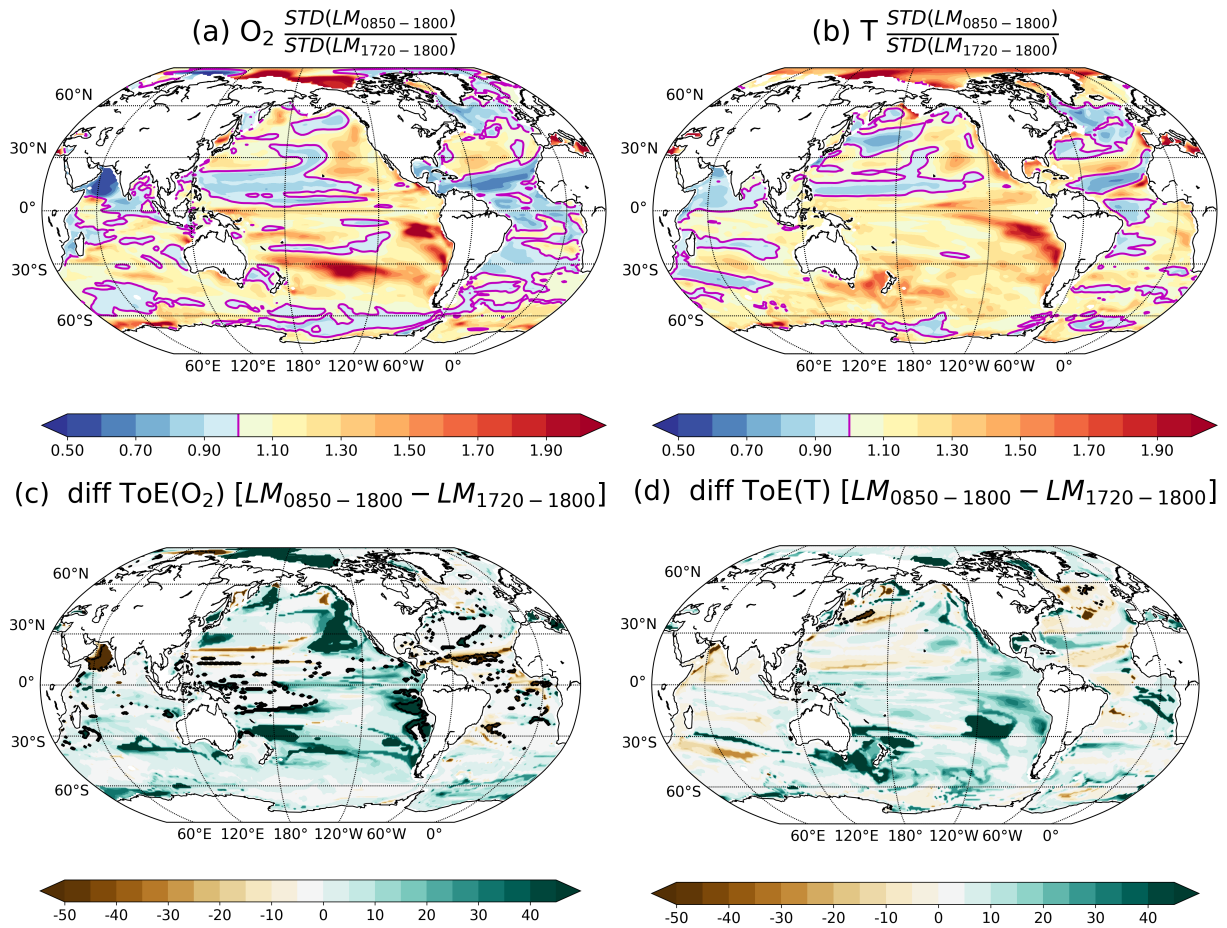 (a) O₂ STD(LM₀₈₅₀₋₁₈₀₀) / STD(LM₁₇₂₀₋₁₈₀₀)
(b) T STD(LM₀₈₅₀₋₁₈₀₀) / STD(LM₁₇₂₀₋₁₈₀₀)
60°N
30°N
0°
30°S
60°S
60°E 120°E 180° 120°W 60°W 0°
60°N
30°N
0°
30°S
60°S
60°E 120°E 180° 120°W 60°W 0°
0.50 0.70 0.90 1.10 1.30 1.50 1.70 1.90
0.50 0.70 0.90 1.10 1.30 1.50 1.70 1.90
(c) diff ToE(O₂) [LM₀₈₅₀₋₁₈₀₀ − LM₁₇₂₀₋₁₈₀₀]
(d) diff ToE(T) [LM₀₈₅₀₋₁₈₀₀ − LM₁₇₂₀₋₁₈₀₀]
60°N
30°N
0°
30°S
60°S
60°E 120°E 180° 120°W 60°W 0°
60°N
30°N
0°
30°S
60°S
60°E 120°E 180° 120°W 60°W 0°
-50 -40 -30 -20 -10 0 10 20 30 40
-50 -40 -30 -20 -10 0 10 20 30 40